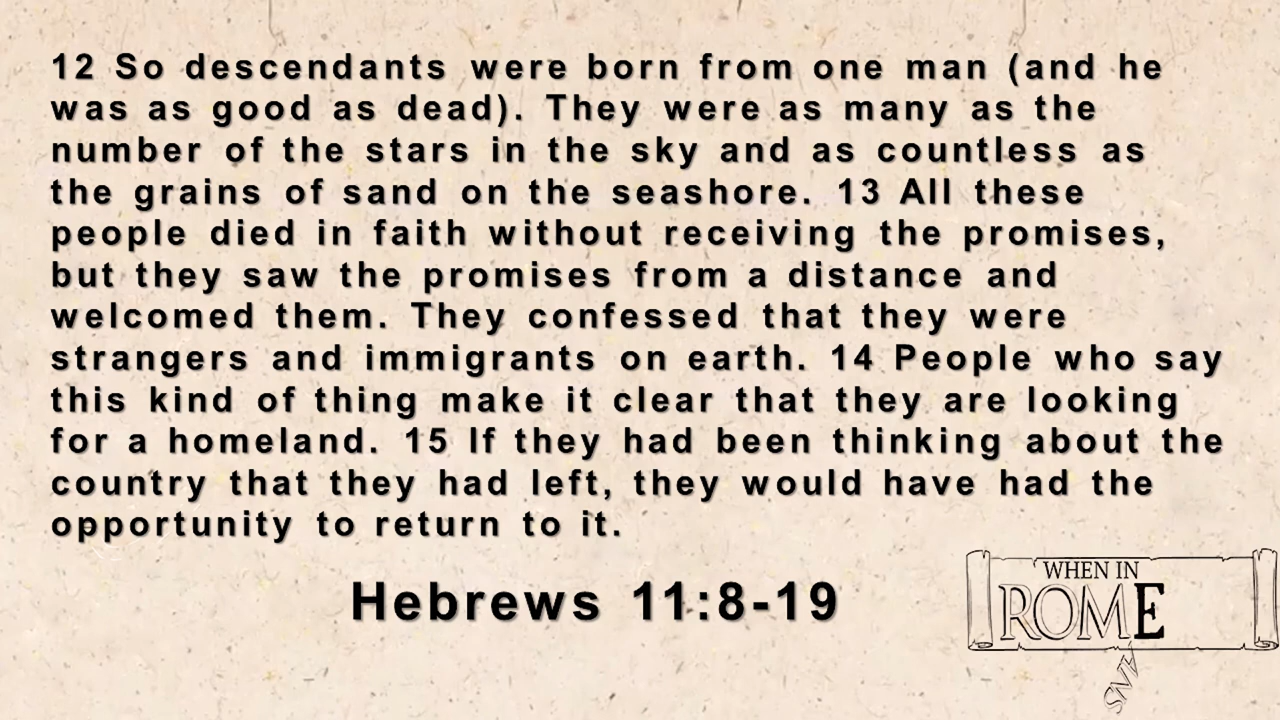 12 So descendants were born from one man (and he
was as good as dead). They were as many as the
number of the stars in the sky and as countless as
the grains of sand on the seashore. 13 All these
people died in faith without receiving the promises,
but they saw the promises from a distance and
welcomed them. They confessed that they were
strangers and immigrants on earth. 14 People who say
this kind of thing make it clear that they are looking
for a homeland. 15 If they had been thinking about the
country that they had left, they would have had the
opportunity to return to it.
Hebrews 11:8-19
WHEN IN
ROME
ANS